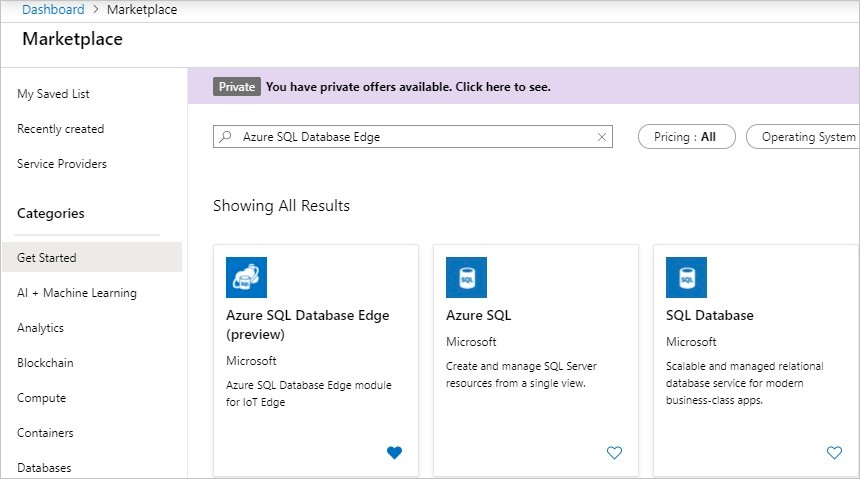 Dashboard > Marketplace
Marketplace
My Saved List
Recently created
Service Providers
Categories
Get Started
AI + Machine Learning
Analytics
Blockchain
Compute
Containers
Databases
Private You have private offers available. Click here to see.
Azure SQL Database Edge
Pricing : All
Operating System
Showing All Results
Azure SQL Database Edge
(preview)
Microsoft
Azure SQL Database Edge module
for IoT Edge
SQL
Azure SQL
Microsoft
Create and manage SQL Server
resources from a single view.
SQL
SQL Database
Microsoft
Scalable and managed relational
database service for modern
business-class apps.